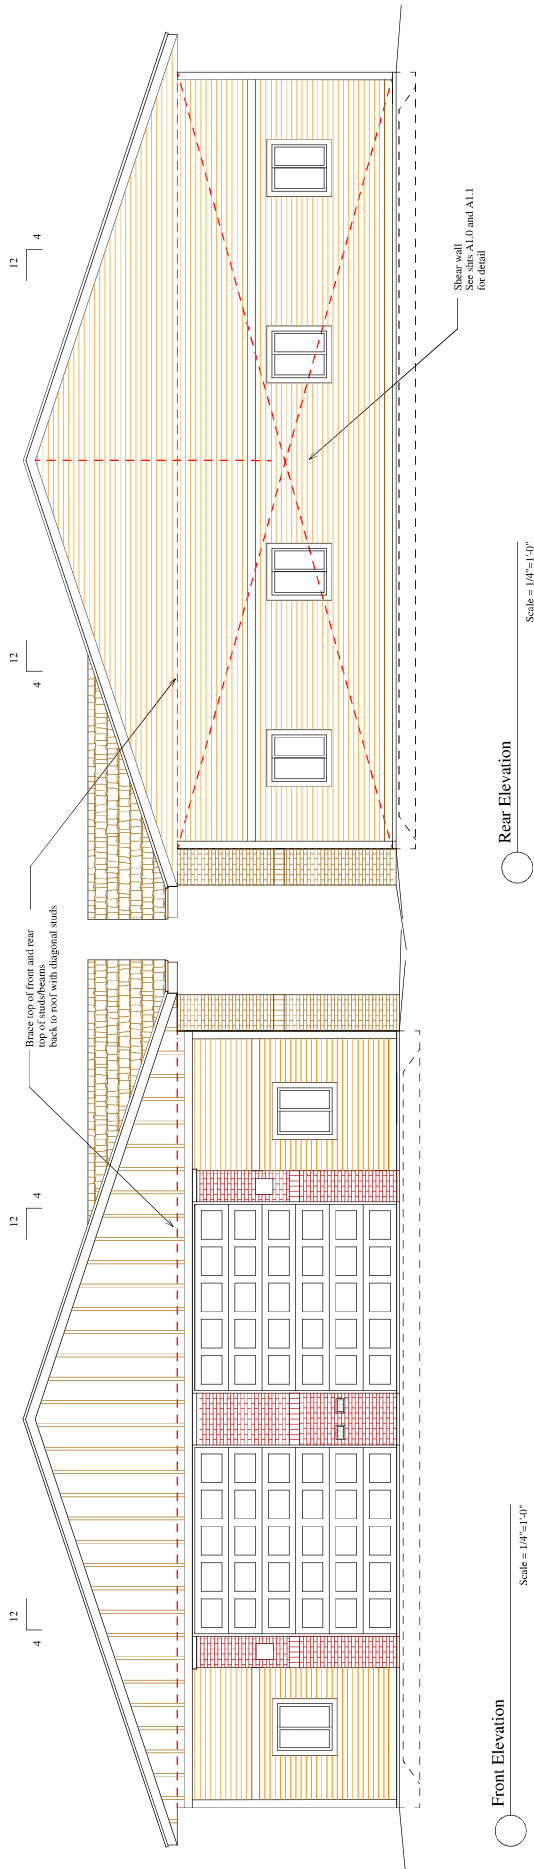 12
4
12
4
Shear wall
See shts A1.0 and A1.1
for detail
Rear Elevation
Scale = 1/4"=1'-0"
Brace top of front and rear
top of studs/beams
back to roof with diagonal studs
12
4
12
4
Front Elevation
Scale = 1/4"=1'-0"